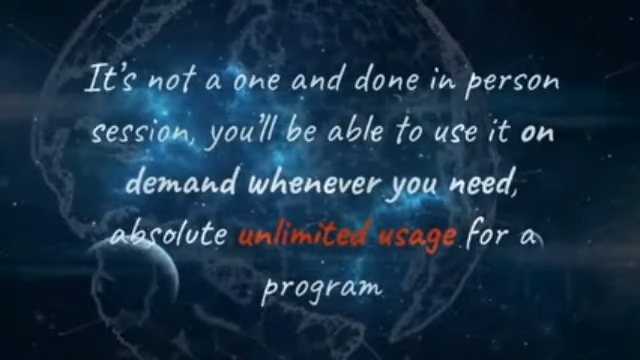 It's not a one and done in person
session, you'll be able to use it on
demand whenever you need,
absolute unlimited usage for a
program